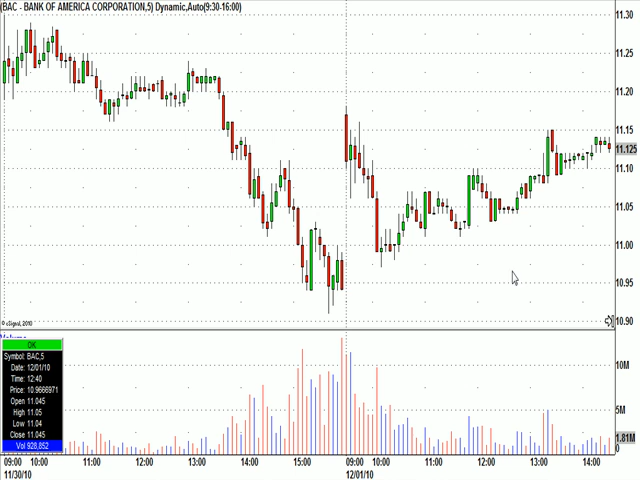 (BAC - BANK OF AMERICA CORPORATION,5) Dynamic,Auto(9:30-16:00)
11.30
11.25
11.20
11.15
11.125
11.10
11.05
11.00
10.95
10.90
© eSignal, 2010
Volume
OK
Symbol: BAC,5
Date: 12/01/10
Time: 12:40
Price: 10.9666971
Open 11.045
High 11.05
Low 11.04
Close 11.045
Vol 928,852
10M
5M
1.81M
0
09:00 10:00 11:00 12:00 13:00 14:00 15:00 09:00 10:00 11:00 12:00 13:00 14:00
11/30/10 12/01/10